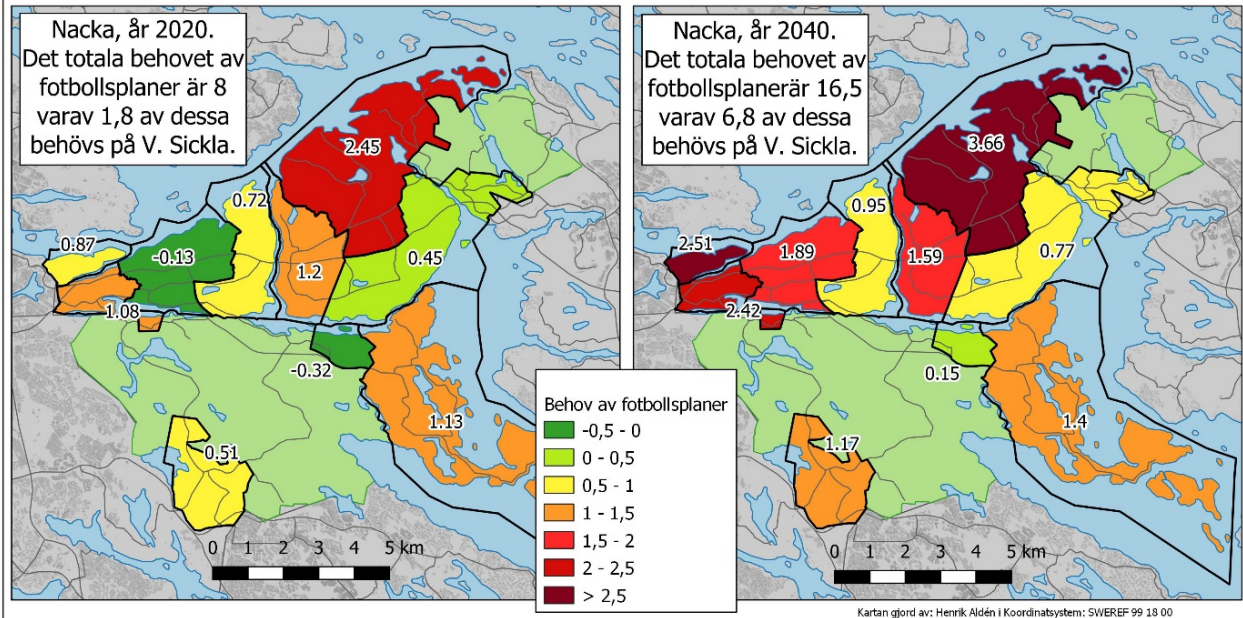 Nacka, år 2020.
Det totala behovet av
fotbollsplaner är 8
varav 1,8 av dessa
behövs på V. Sickla.
2.45
0.72
0.87
-0.13
1.2
0.45
1.08
-0.32
1.13
0.51
0 1 2 3 4 5 km
Behov av fotbollsplaner
-0,5 - 0
0 - 0,5
0,5 - 1
1 - 1,5
1,5 - 2
2 - 2,5
> 2,5
Nacka, år 2040.
Det totala behovet av
fotbollsplanerär 16,5
varav 6,8 av dessa
behövs på V. Sickla.
3.66
0.95
2.51
1.89
1.59
0.77
2.42
0.15
1.4
1.17
0 1 2 3 4 5 km
Kartan gjord av: Henrik Aldén i Koordinatsystem: SWEREF 99 18 00